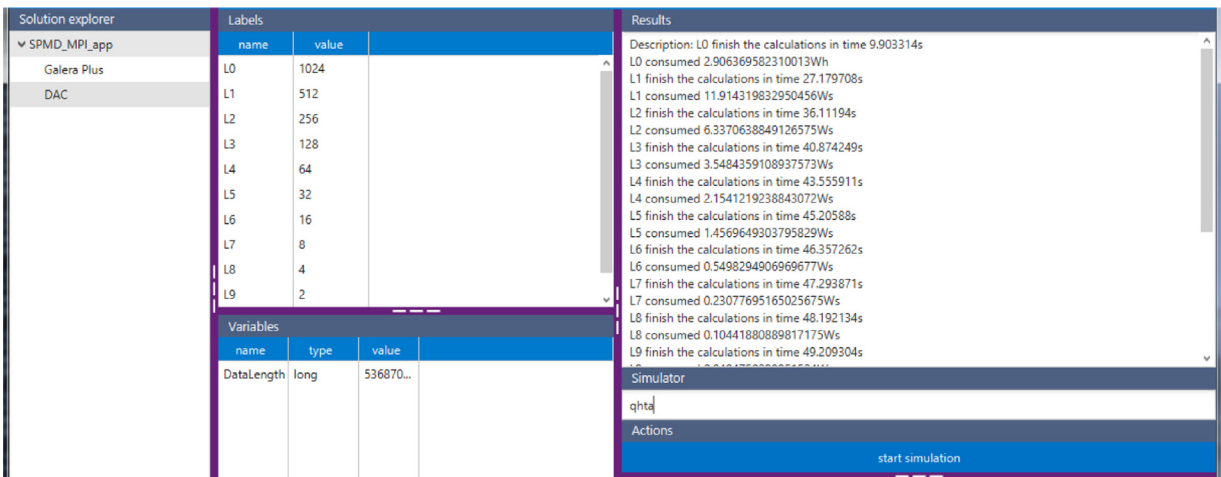 Solution explorer
SPMD_MPI_app
Galera Plus
DAC
Labels
name value
L0 1024
L1 512
L2 256
L3 128
L4 64
L5 32
L6 16
L7 8
L8 4
L9 2
Variables
name type value
DataLength long 536870...
Results
Description: L0 finish the calculations in time 9.903314s
L0 consumed 2.906369582310013Wh
L1 finish the calculations in time 27.179708s
L1 consumed 11.914319832950456Ws
L2 finish the calculations in time 36.11194s
L2 consumed 6.3370638849126575Ws
L3 finish the calculations in time 40.874249s
L3 consumed 3.5484359108937573Ws
L4 finish the calculations in time 43.555911s
L4 consumed 2.1541219238843072Ws
L5 finish the calculations in time 45.20588s
L5 consumed 1.4569649303795829Ws
L6 finish the calculations in time 46.357262s
L6 consumed 0.5498294906969677Ws
L7 finish the calculations in time 47.293871s
L7 consumed 0.23077695165025675Ws
L8 finish the calculations in time 48.192134s
L8 consumed 0.10441880889817175Ws
L9 finish the calculations in time 49.209304s
Simulator
qhta
Actions
start simulation